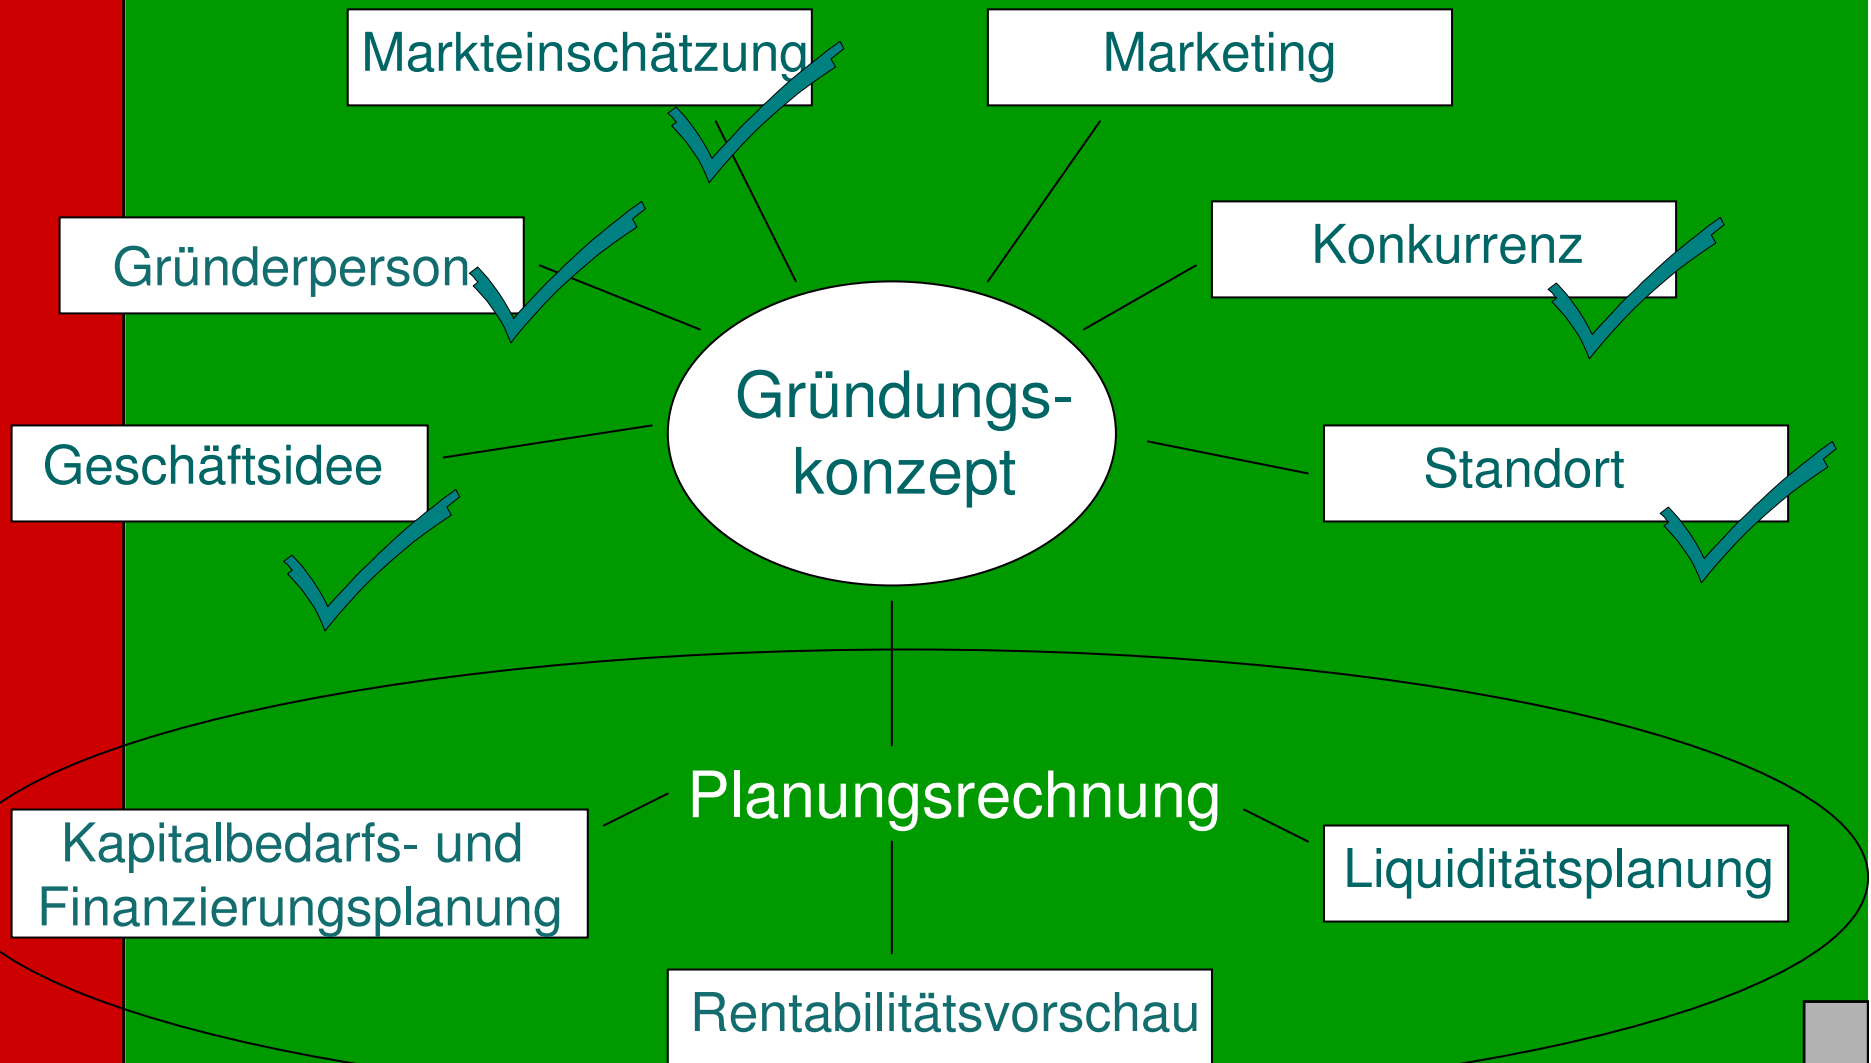 Markteinschätzung
Marketing
Gründerperson
Konkurrenz
Gründungs-
konzept
Geschäftsidee
Standort
Planungsrechnung
Kapitalbedarfs- und
Finanzierungsplanung
Liquiditätsplanung
Rentabilitätsvorschau